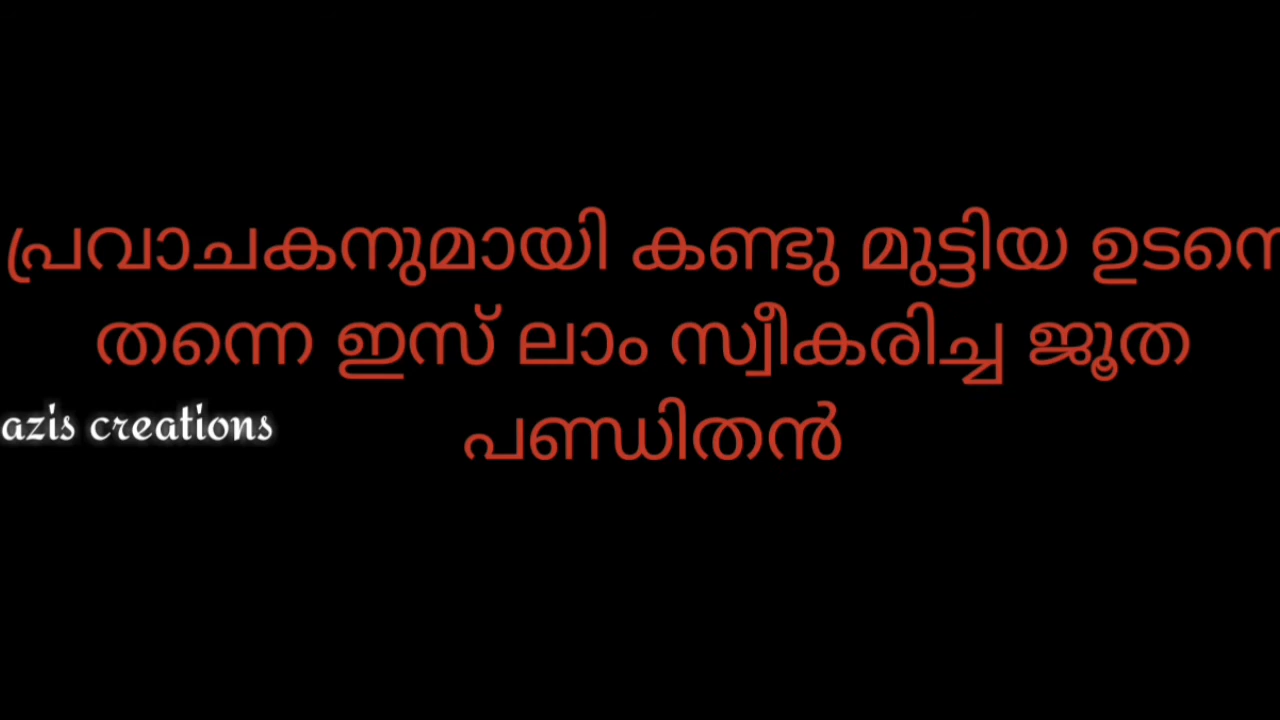 പ്രവാചകനുമായി കണ്ടു മുട്ടിയ ഉടനെ
തന്നെ ഇസ് ലാം സ്വീകരിച്ച ജൂത
പണ്ഡിതൻ
azis creations